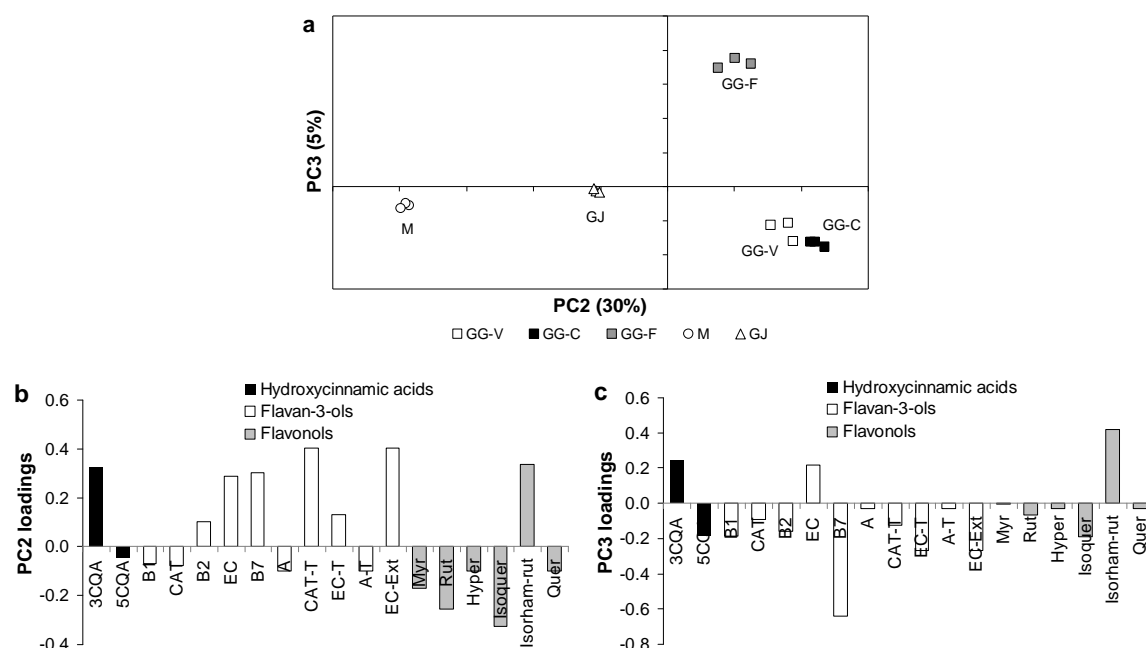 a
GG-F
PC3 (5%)
M
GJ
GG-C
GG-V
PC2 (30%)
GG-V GG-C GG-F M GJ
b
Hydroxycinnamic acids
Flavan-3-ols
Flavonols
PC2 loadings
0.6
0.4
0.2
0.0
-0.2
-0.4
3CQA 5CQA B1 CAT B2 EC B7 A CAT-T EC-T A-T EC-Ext Myr Rut Hyper Isoquer Isorham-rut Quer
c
Hydroxycinnamic acids
Flavan-3-ols
Flavonols
PC3 loadings
0.6
0.4
0.2
0.0
-0.2
-0.4
-0.6
-0.8
3CQA 5CQA B1 CAT B2 EC B7 A CAT-T EC-T A-T EC-Ext Myr Rut Hyper Isoquer Isorham-rut Quer